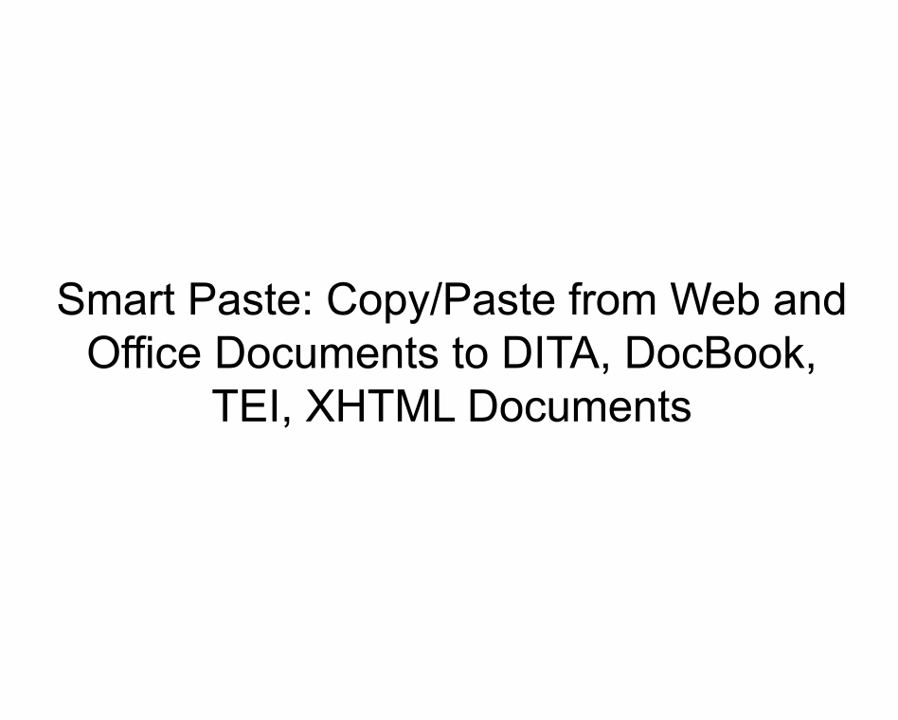 Smart Paste: Copy/Paste from Web and
Office Documents to DITA, DocBook,
TEI, XHTML Documents